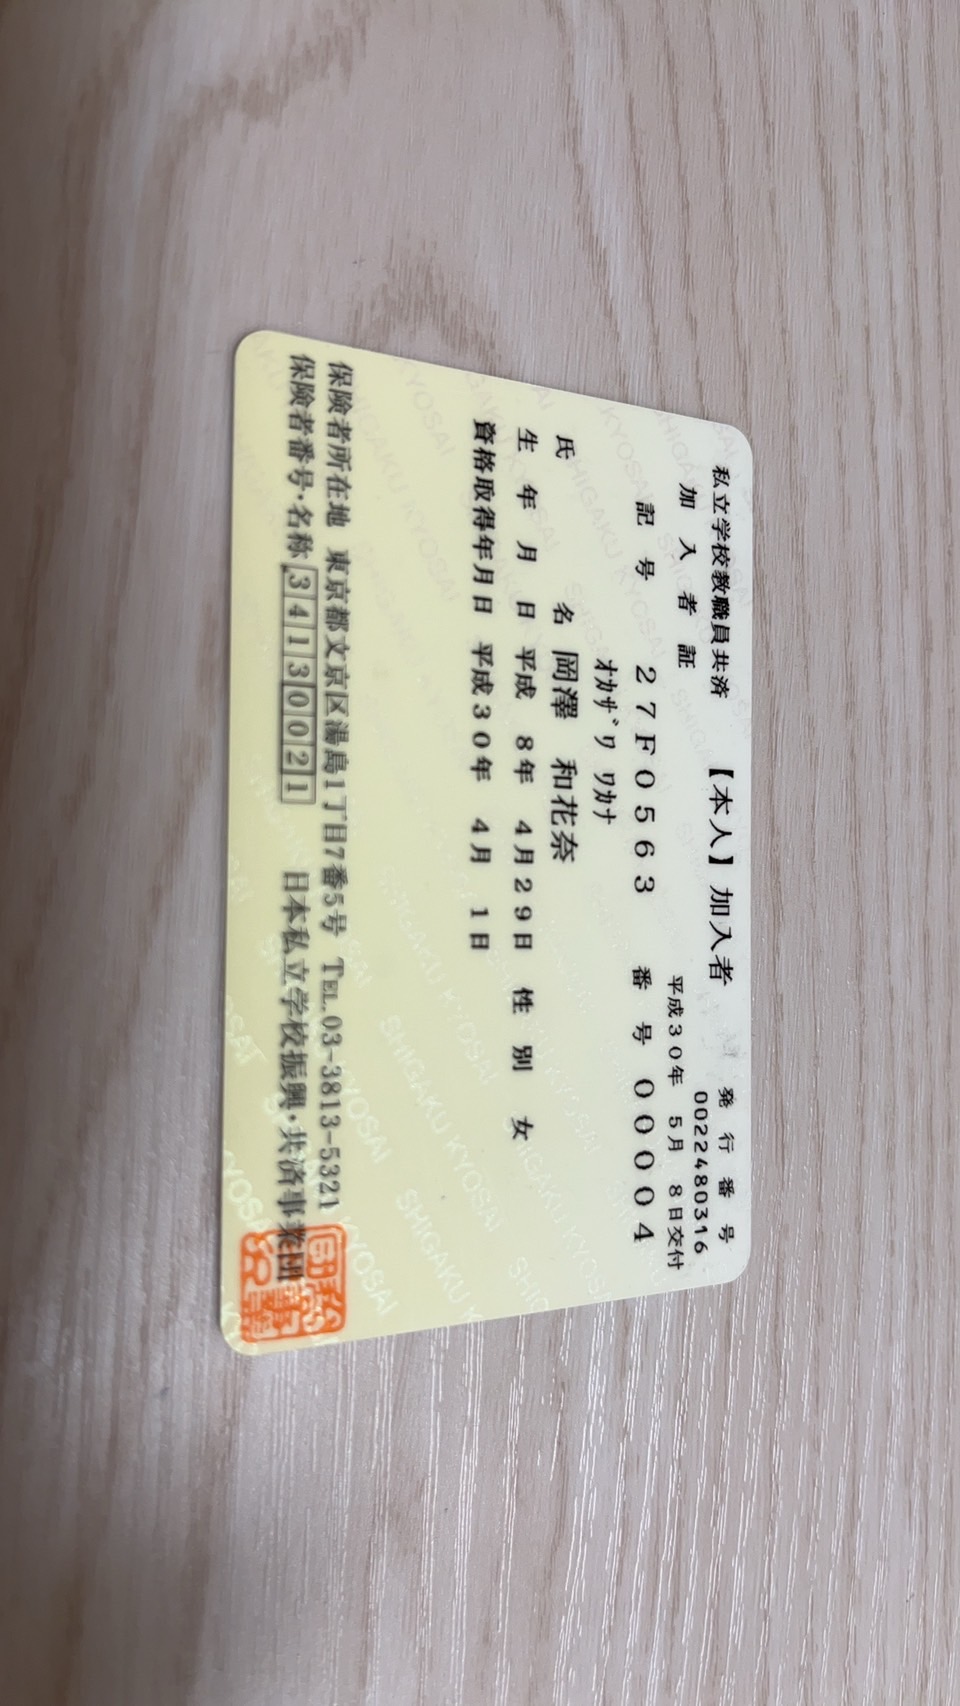 私立学校教職員共済 【本人】加入者 発行番号
加入者証 00224480316
平成30年 5月 8日交付
記号 27F0563 番号 00004
ｵｶｻﾞﾜ ﾜｶﾅ
氏名 岡澤 和花奈
生年月日 平成 8年 4月29日 性別 女
資格取得年月日 平成30年 4月 1日
保険者所在地 東京都文京区湯島1丁目7番5号 TEL.03-3813-5321
保険者番号・名称 34130021 日本私立学校振興・共済事業団
SHIGAKU KYOSAI